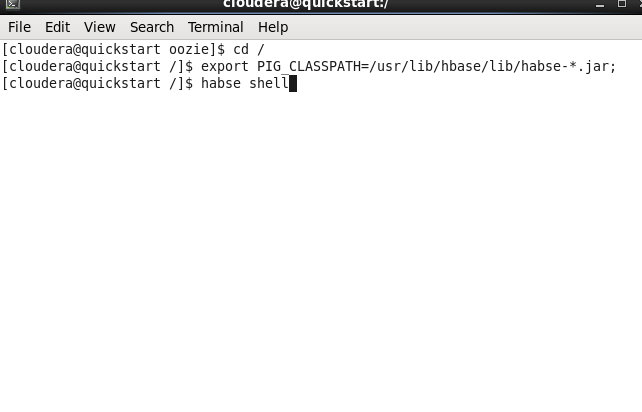 cloudera@quickstart:/
File Edit View Search Terminal Help
[cloudera@quickstart oozie]$ cd /
[cloudera@quickstart /]$ export PIG_CLASSPATH=/usr/lib/hbase/lib/habse-*.jar;
[cloudera@quickstart /]$ habse shell